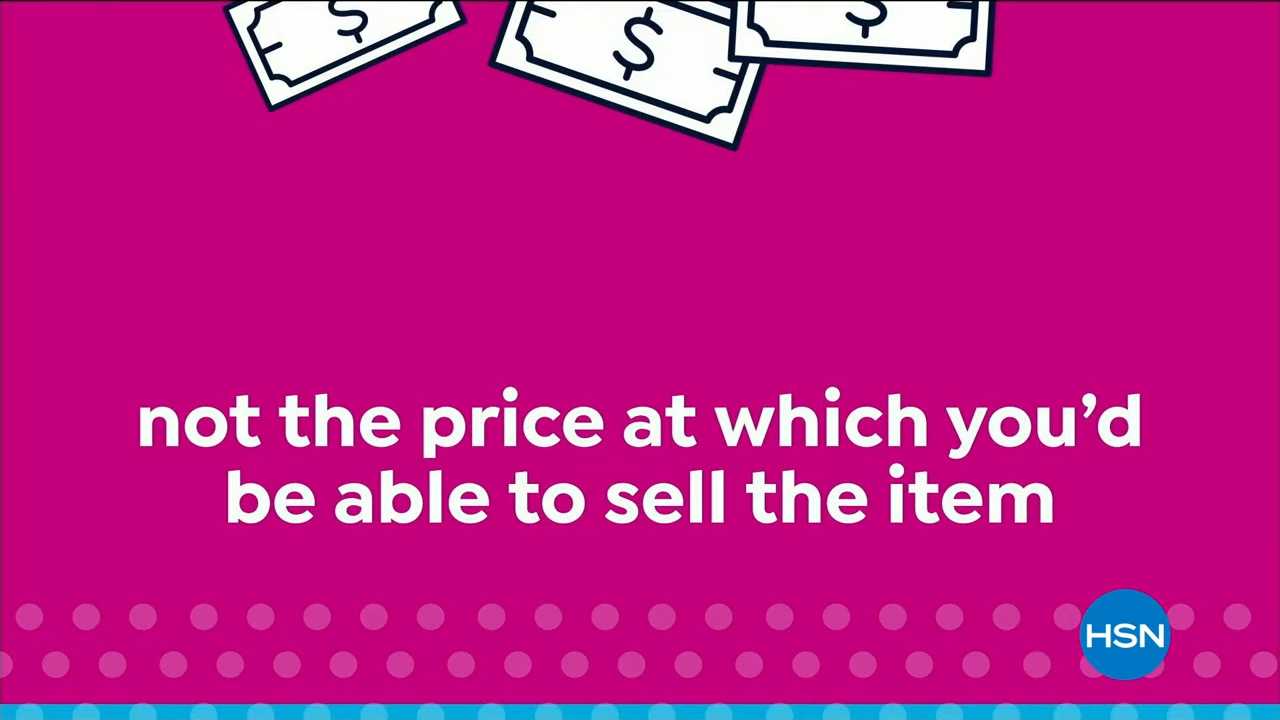 $ $ $
not the price at which you’d
be able to sell the item
HSN